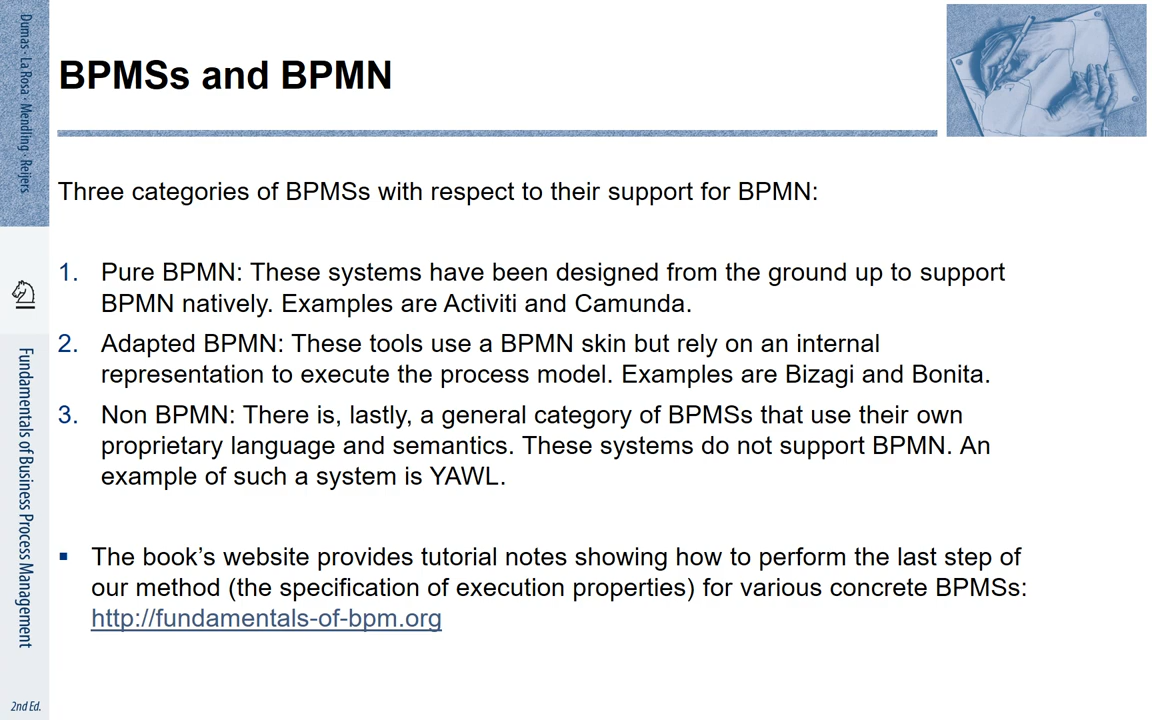 BPMSs and BPMN
Three categories of BPMSs with respect to their support for BPMN:
1. Pure BPMN: These systems have been designed from the ground up to support
BPMN natively. Examples are Activiti and Camunda.
2. Adapted BPMN: These tools use a BPMN skin but rely on an internal
representation to execute the process model. Examples are Bizagi and Bonita.
3. Non BPMN: There is, lastly, a general category of BPMSs that use their own
proprietary language and semantics. These systems do not support BPMN. An
example of such a system is YAWL.
▪ The book’s website provides tutorial notes showing how to perform the last step of
our method (the specification of execution properties) for various concrete BPMSs:
http://fundamentals-of-bpm.org
Dumas · La Rosa · Mendling · Reijers
Fundamentals of Business Process Management
2nd Ed.